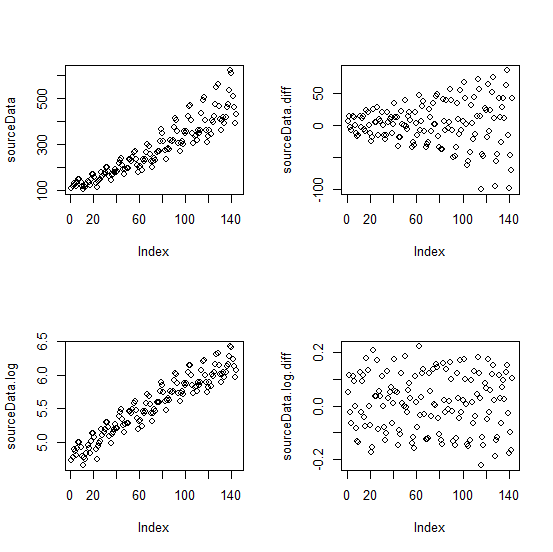 sourceData
100 300 500
0 20 60 100 140
Index
sourceData.diff
-100 0 50
0 20 60 100 140
Index
sourceData.log
5.0 5.5 6.0 6.5
0 20 60 100 140
Index
sourceData.log.diff
-0.2 0.0 0.2
0 20 60 100 140
Index